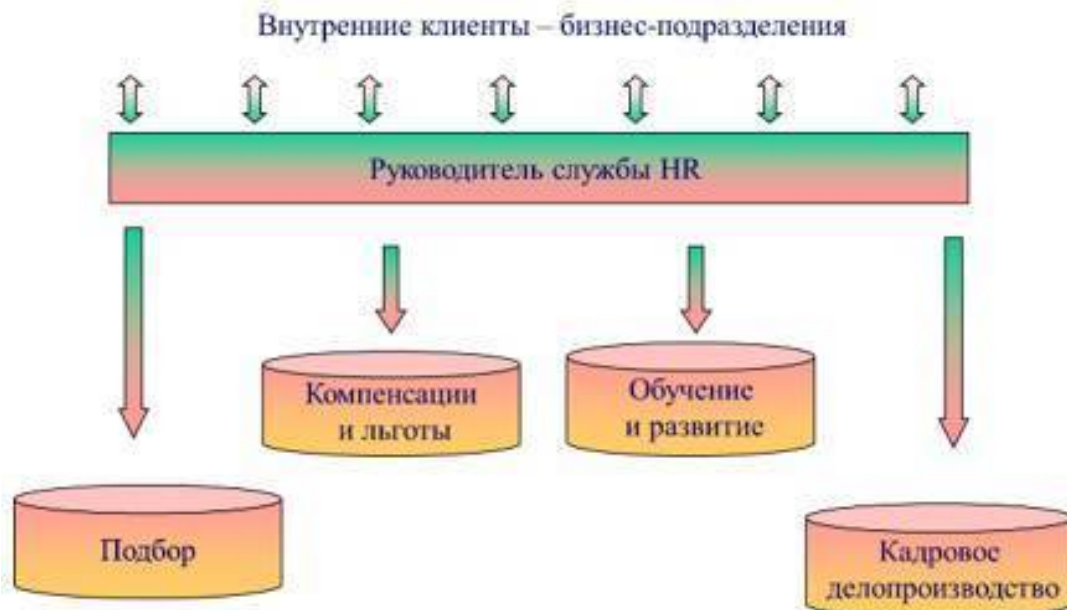 Внутренние клиенты – бизнес-подразделения
Руководитель службы HR
Компенсации
и льготы
Обучение
и развитие
Подбор
Кадровое
делопроизводство